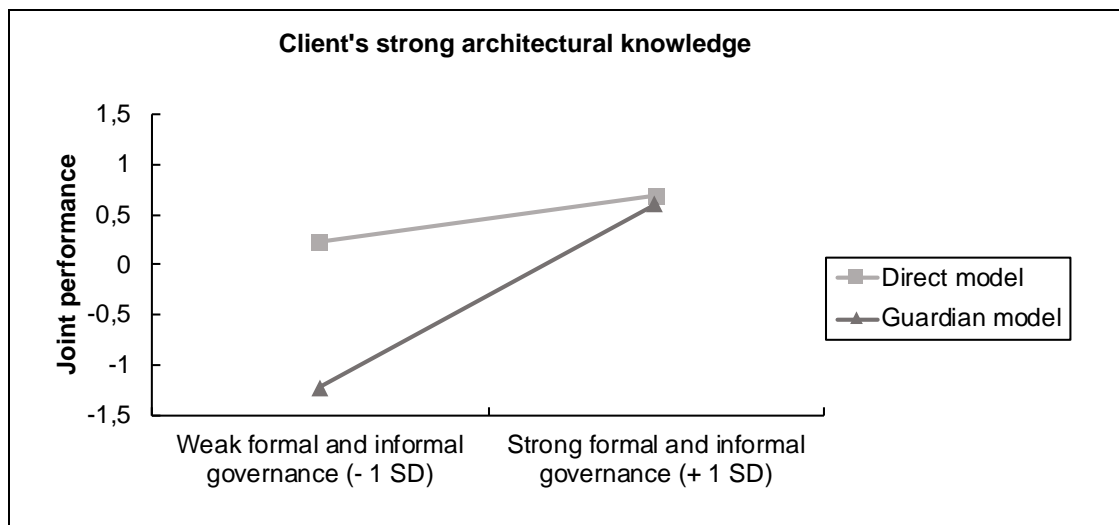 Client's strong architectural knowledge
1,5
1
0,5
0
-0,5
-1
-1,5
Joint performance
Weak formal and informal
governance (- 1 SD)
Strong formal and informal
governance (+ 1 SD)
Direct model
Guardian model